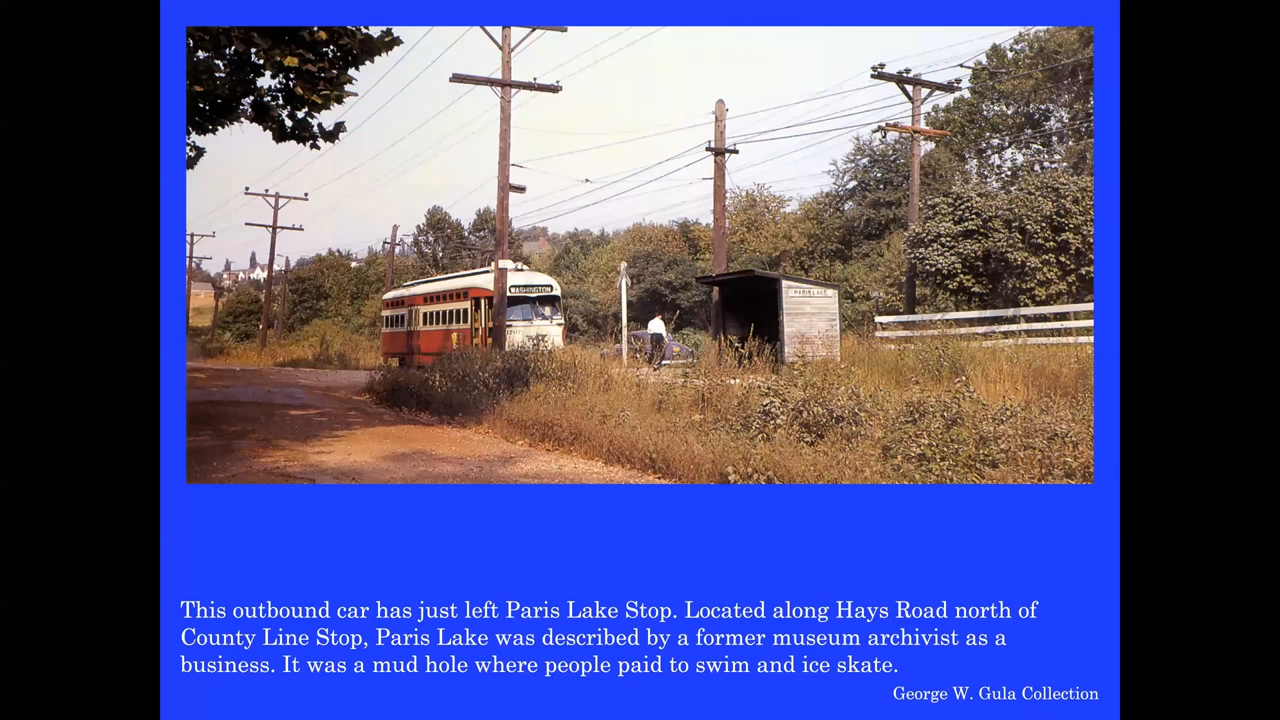 WASHINGTON
PARIS LAKE
This outbound car has just left Paris Lake Stop. Located along Hays Road north of
County Line Stop, Paris Lake was described by a former museum archivist as a
business. It was a mud hole where people paid to swim and ice skate.
George W. Gula Collection